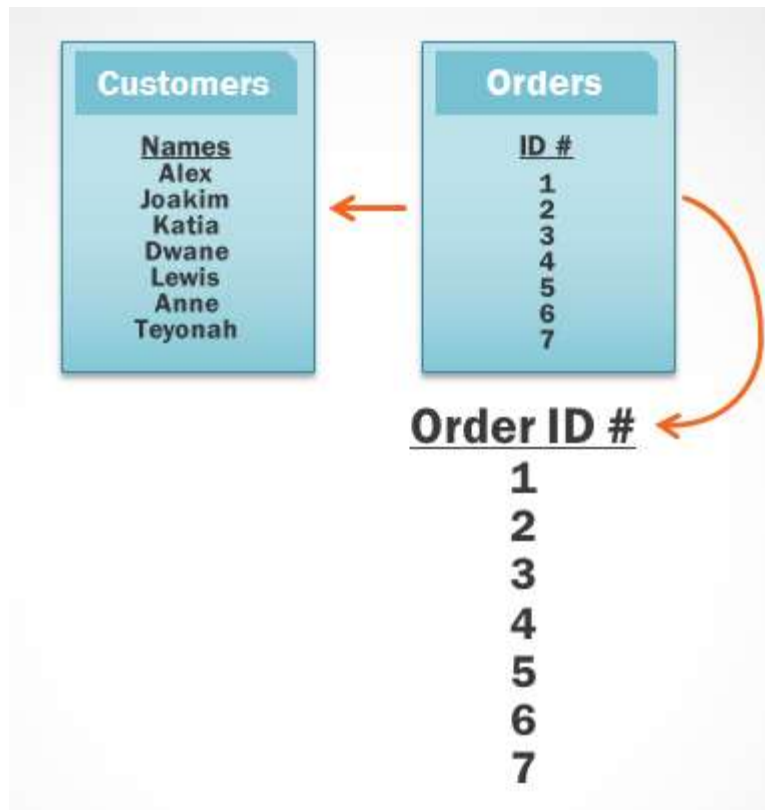 Customers
Names
Alex
Joakim
Katia
Dwane
Lewis
Anne
Teyonah
Orders
ID #
1
2
3
4
5
6
7
Order ID #
1
2
3
4
5
6
7